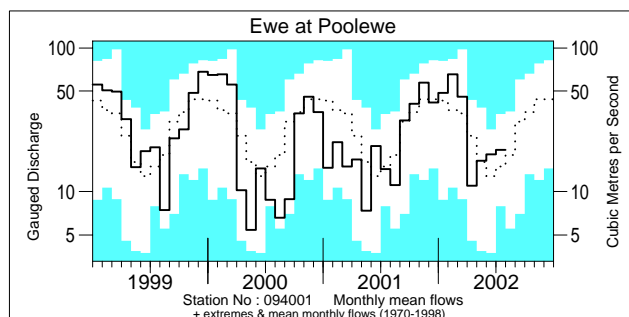 Ewe at Poolewe
100
50
10
5
Gauged Discharge
100
50
10
5
Cubic Metres per Second
1999 2000 2001 2002
Station No : 094001 Monthly mean flows
+ extremes & mean monthly flows (1970-1998)